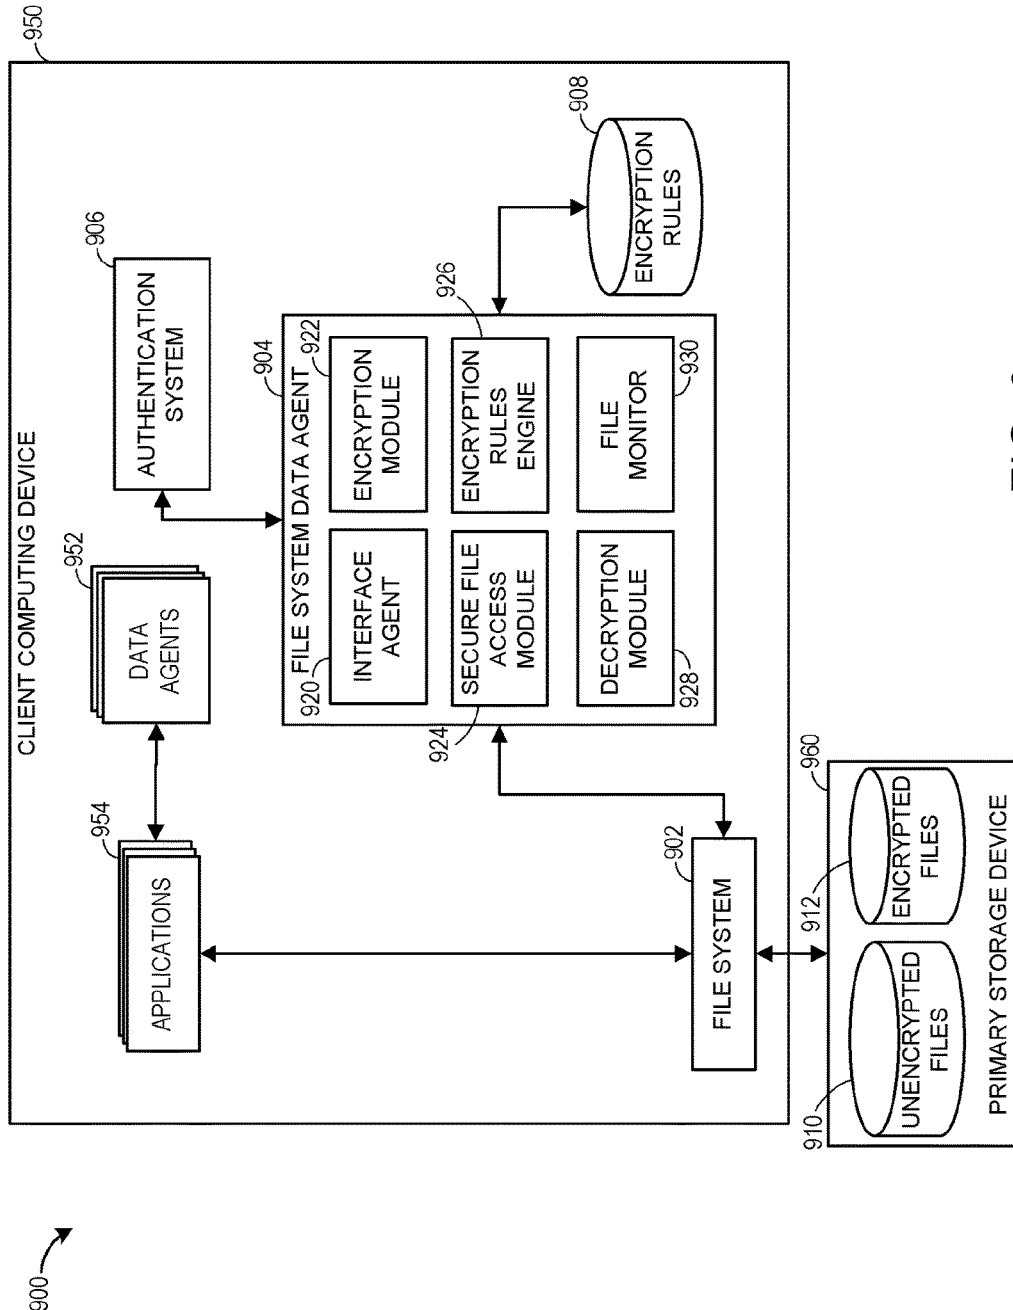 900
950
CLIENT COMPUTING DEVICE
954
APPLICATIONS
952
DATA
AGENTS
906
AUTHENTICATION
SYSTEM
904
FILE SYSTEM DATA AGENT
920
INTERFACE
AGENT
922
ENCRYPTION
MODULE
924
SECURE FILE
ACCESS
MODULE
926
ENCRYPTION
RULES
ENGINE
928
DECRYPTION
MODULE
930
FILE
MONITOR
908
ENCRYPTION
RULES
902
FILE SYSTEM
960
910
UNENCRYPTED
FILES
912
ENCRYPTED
FILES
PRIMARY STORAGE DEVICE